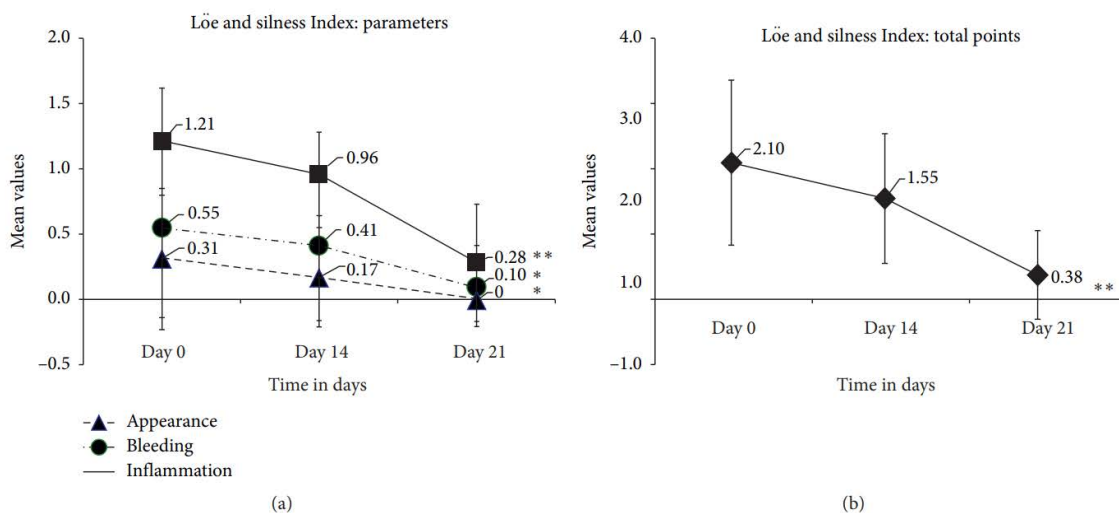 Löe and silness Index: parameters
2.0
1.5
1.0
0.5
0.0
−0.5
Mean values
1.21
0.96
0.28 **
0.55
0.41
0.10 *
0.31
0.17
0 *
Day 0 Day 14 Day 21
Time in days
Appearance
Bleeding
Inflammation
(a)
Löe and silness Index: total points
4.0
3.0
2.0
1.0
−1.0
Mean values
2.10
1.55
0.38 **
Day 0 Day 14 Day 21
Time in days
(b)